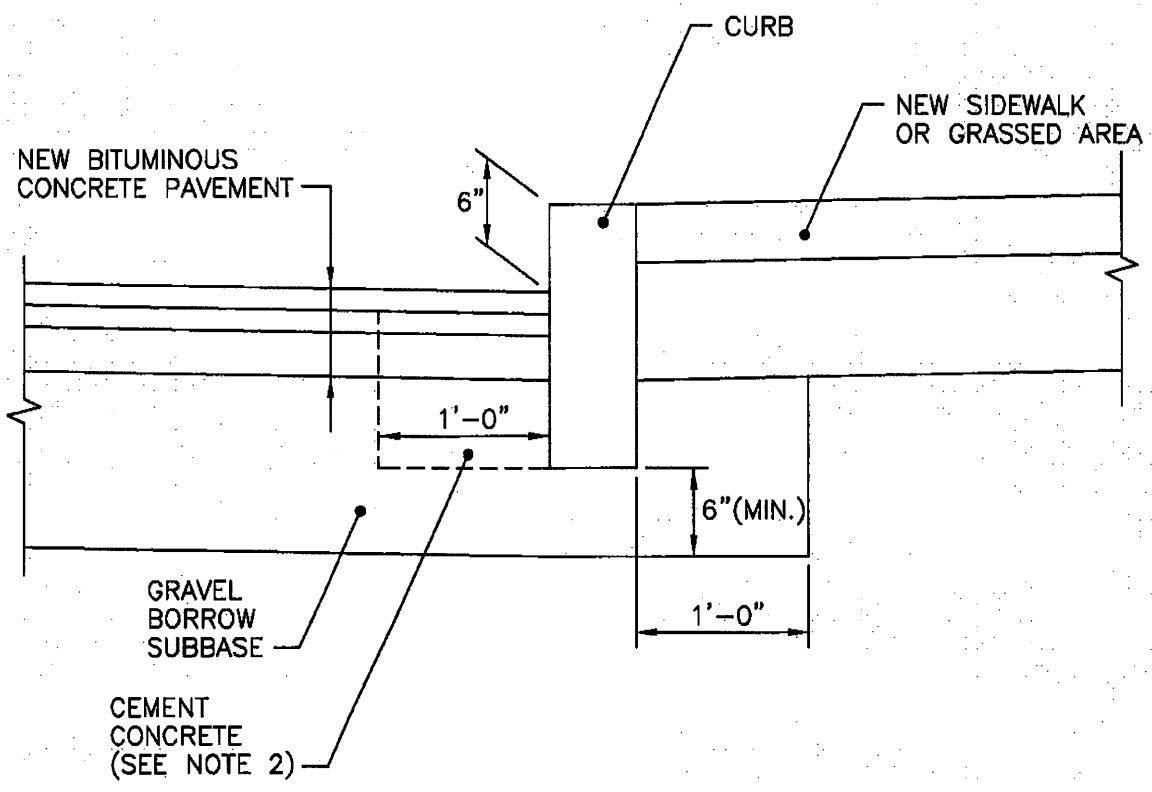 CURB
NEW SIDEWALK
OR GRASSED AREA
NEW BITUMINOUS
CONCRETE PAVEMENT
6"
1'-0"
6"(MIN.)
GRAVEL
BORROW
SUBBASE
1'-0"
CEMENT
CONCRETE
(SEE NOTE 2)